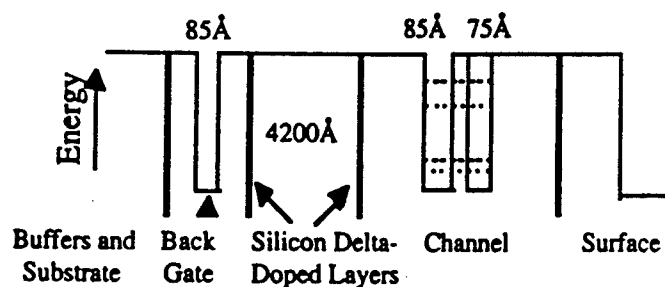 85Å
85Å 75Å
Energy
4200Å
Buffers and Substrate
Back Gate
Silicon Delta-Doped Layers
Channel
Surface